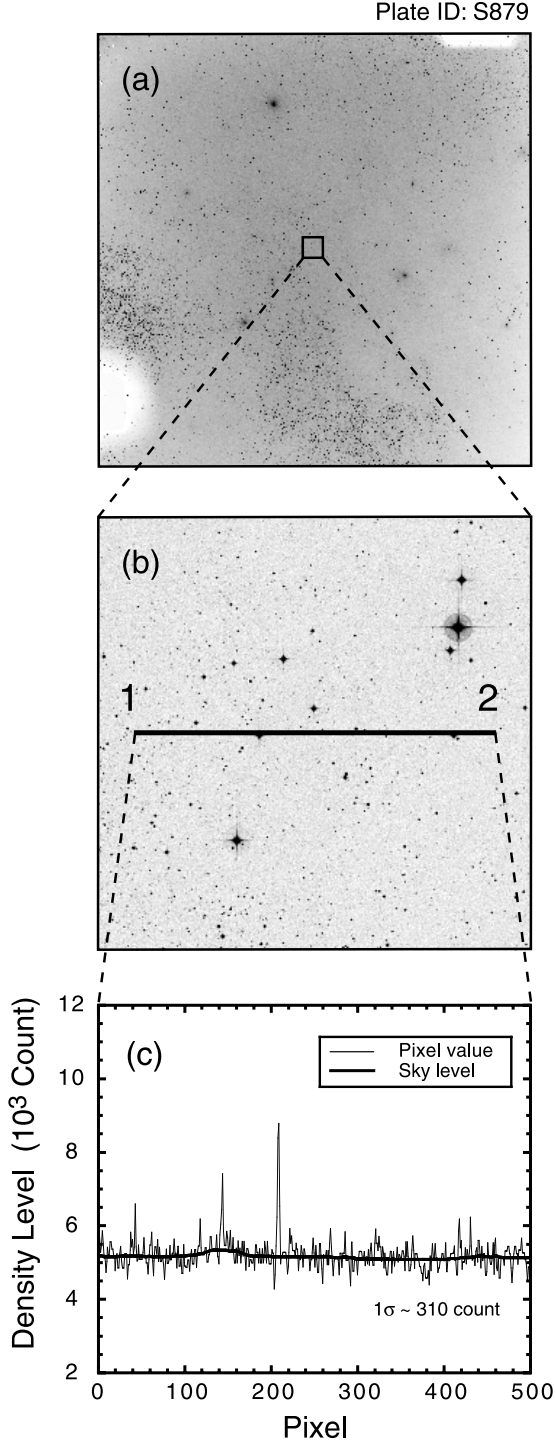 Plate ID: S879
(a)
(b)
1 2
(c)
Pixel value
Sky level
1σ ~ 310 count
Density Level (10³ Count)
12
10
8
6
4
2
0 100 200 300 400 500
Pixel